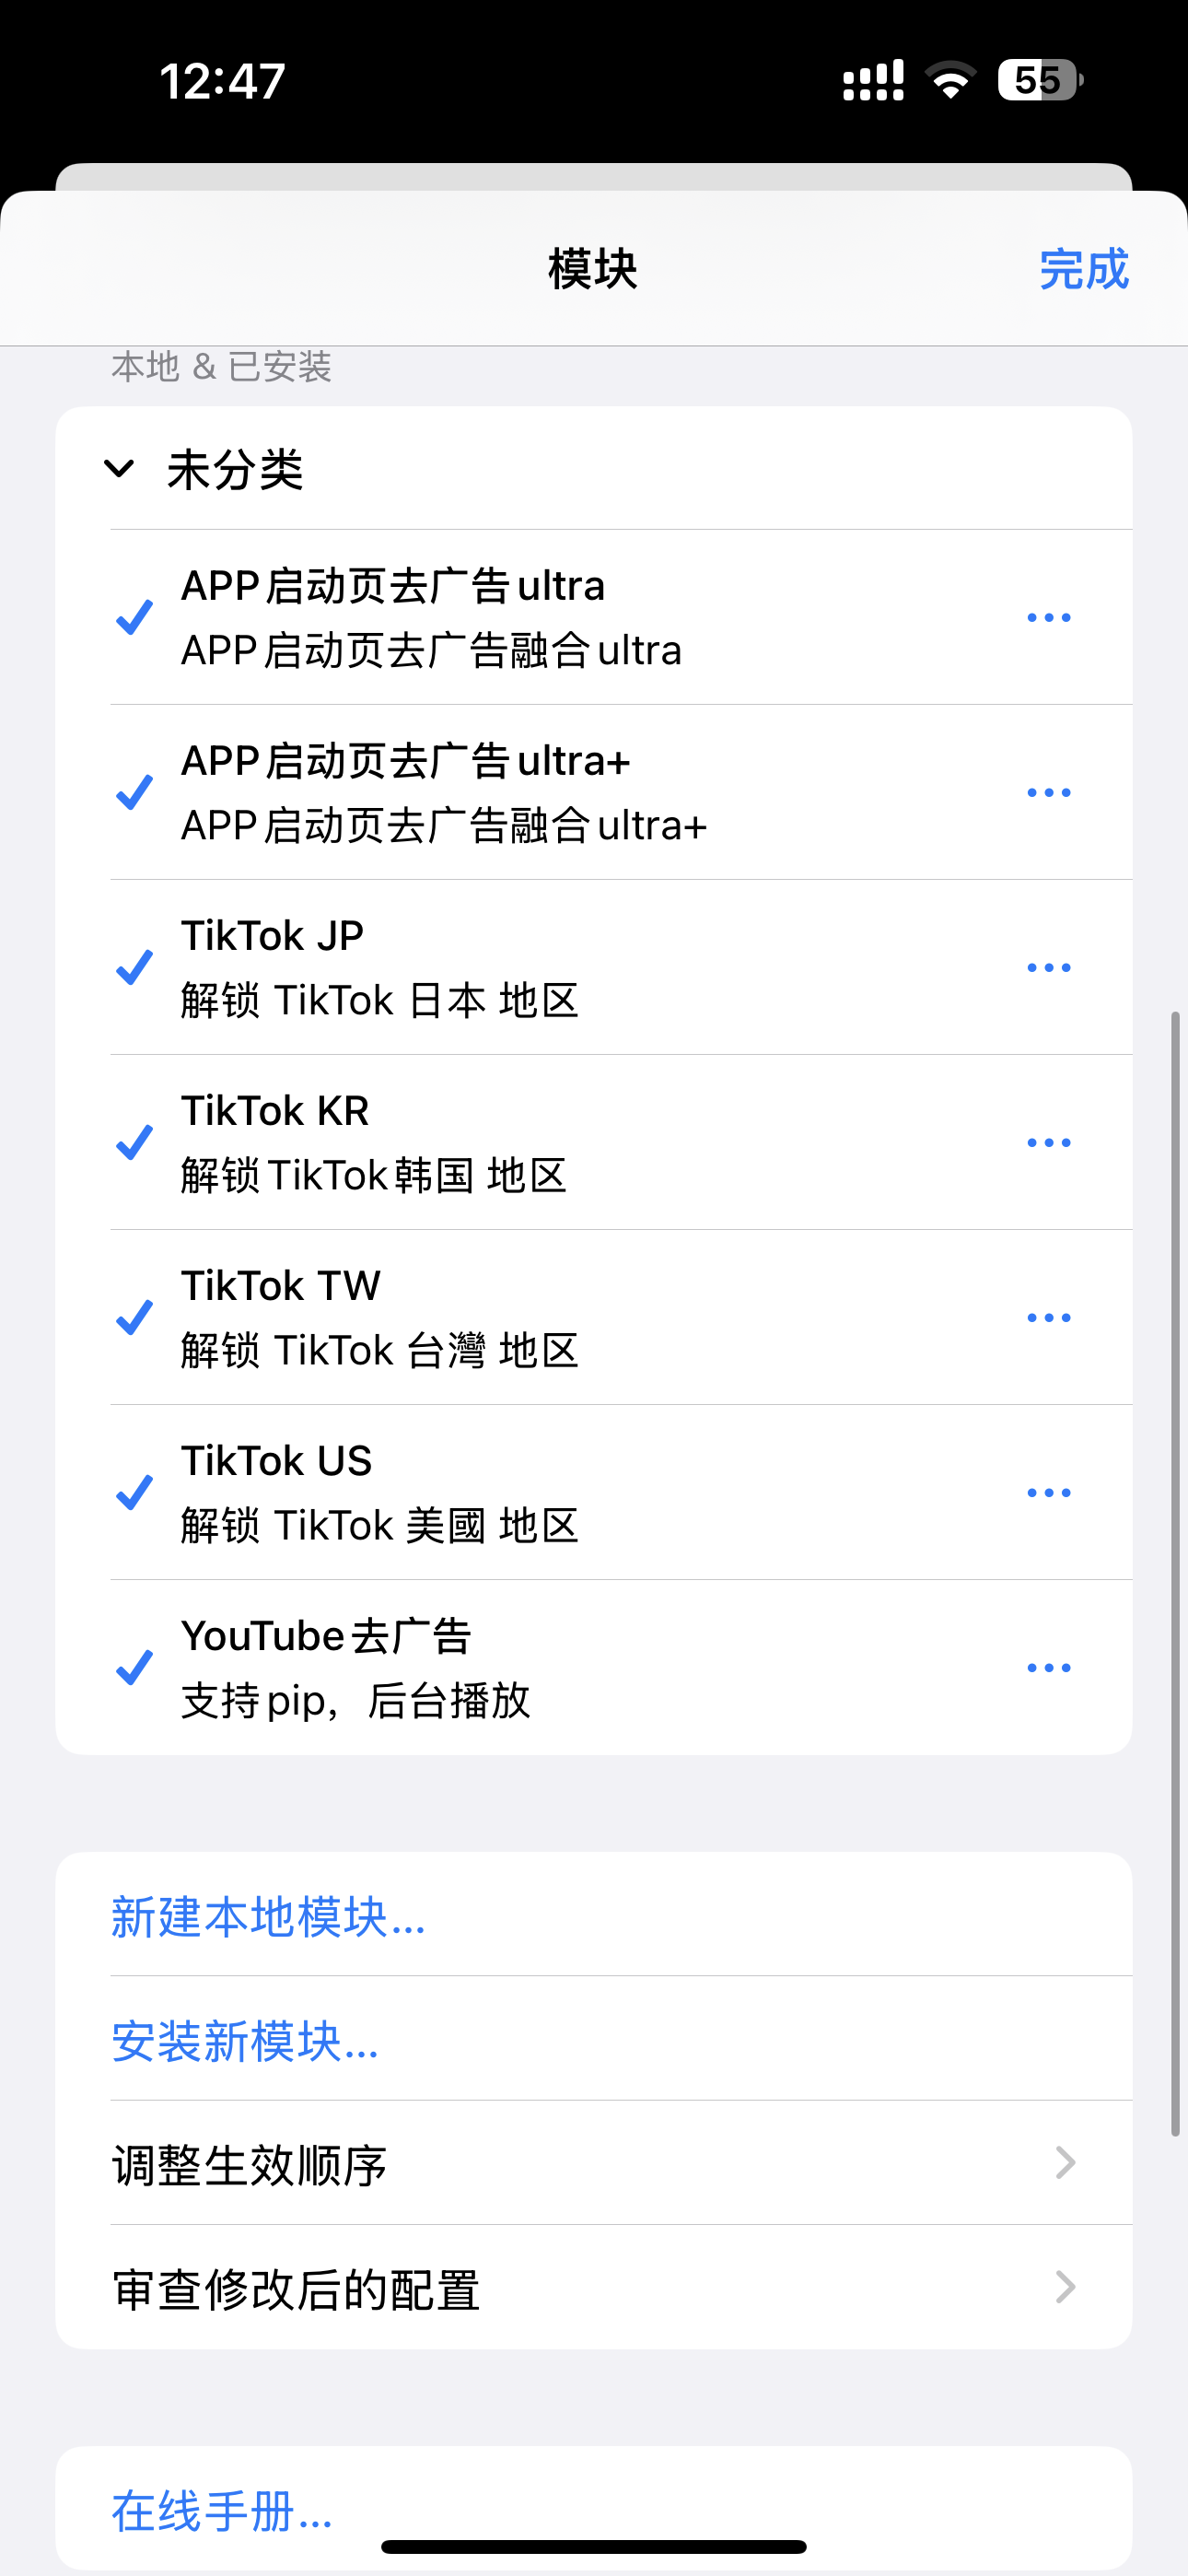 12:47
55
模块
完成
本地 & 已安装
未分类
APP启动页去广告ultra
APP启动页去广告融合ultra
APP启动页去广告ultra+
APP启动页去广告融合ultra+
TikTok JP
解锁 TikTok 日本 地区
TikTok KR
解锁TikTok韩国 地区
TikTok TW
解锁 TikTok 台灣 地区
TikTok US
解锁 TikTok 美國 地区
YouTube去广告
支持pip，后台播放
新建本地模块...
安装新模块...
调整生效顺序
审查修改后的配置
在线手册...